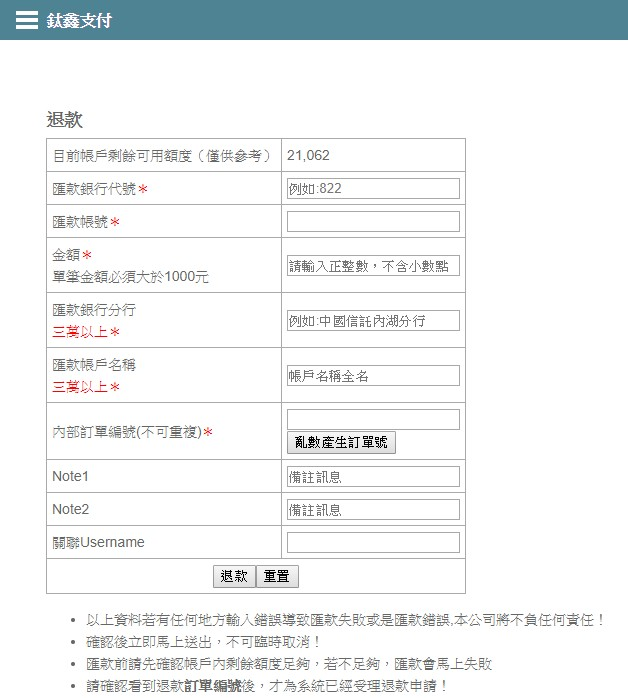 鈦鑫支付
退款
目前帳戶剩餘可用額度（僅供參考）
21,062
匯款銀行代號＊
例如:822
匯款帳號＊
金額＊
單筆金額必須大於1000元
請輸入正整數，不含小數點
匯款銀行分行
三萬以上＊
例如:中國信託內湖分行
匯款帳戶名稱
三萬以上＊
帳戶名稱全名
內部訂單編號(不可重複)＊
亂數產生訂單號
Note1
備註訊息
Note2
備註訊息
關聯Username
退款
重置
以上資料若有任何地方輸入錯誤導致匯款失敗或是匯款錯誤,本公司將不負任何責任！
確認後立即馬上送出，不可臨時取消！
匯款前請先確認帳戶內剩餘額度足夠，若不足夠，匯款會馬上失敗
請確認看到退款訂單編號後，才為系統已經受理退款申請！